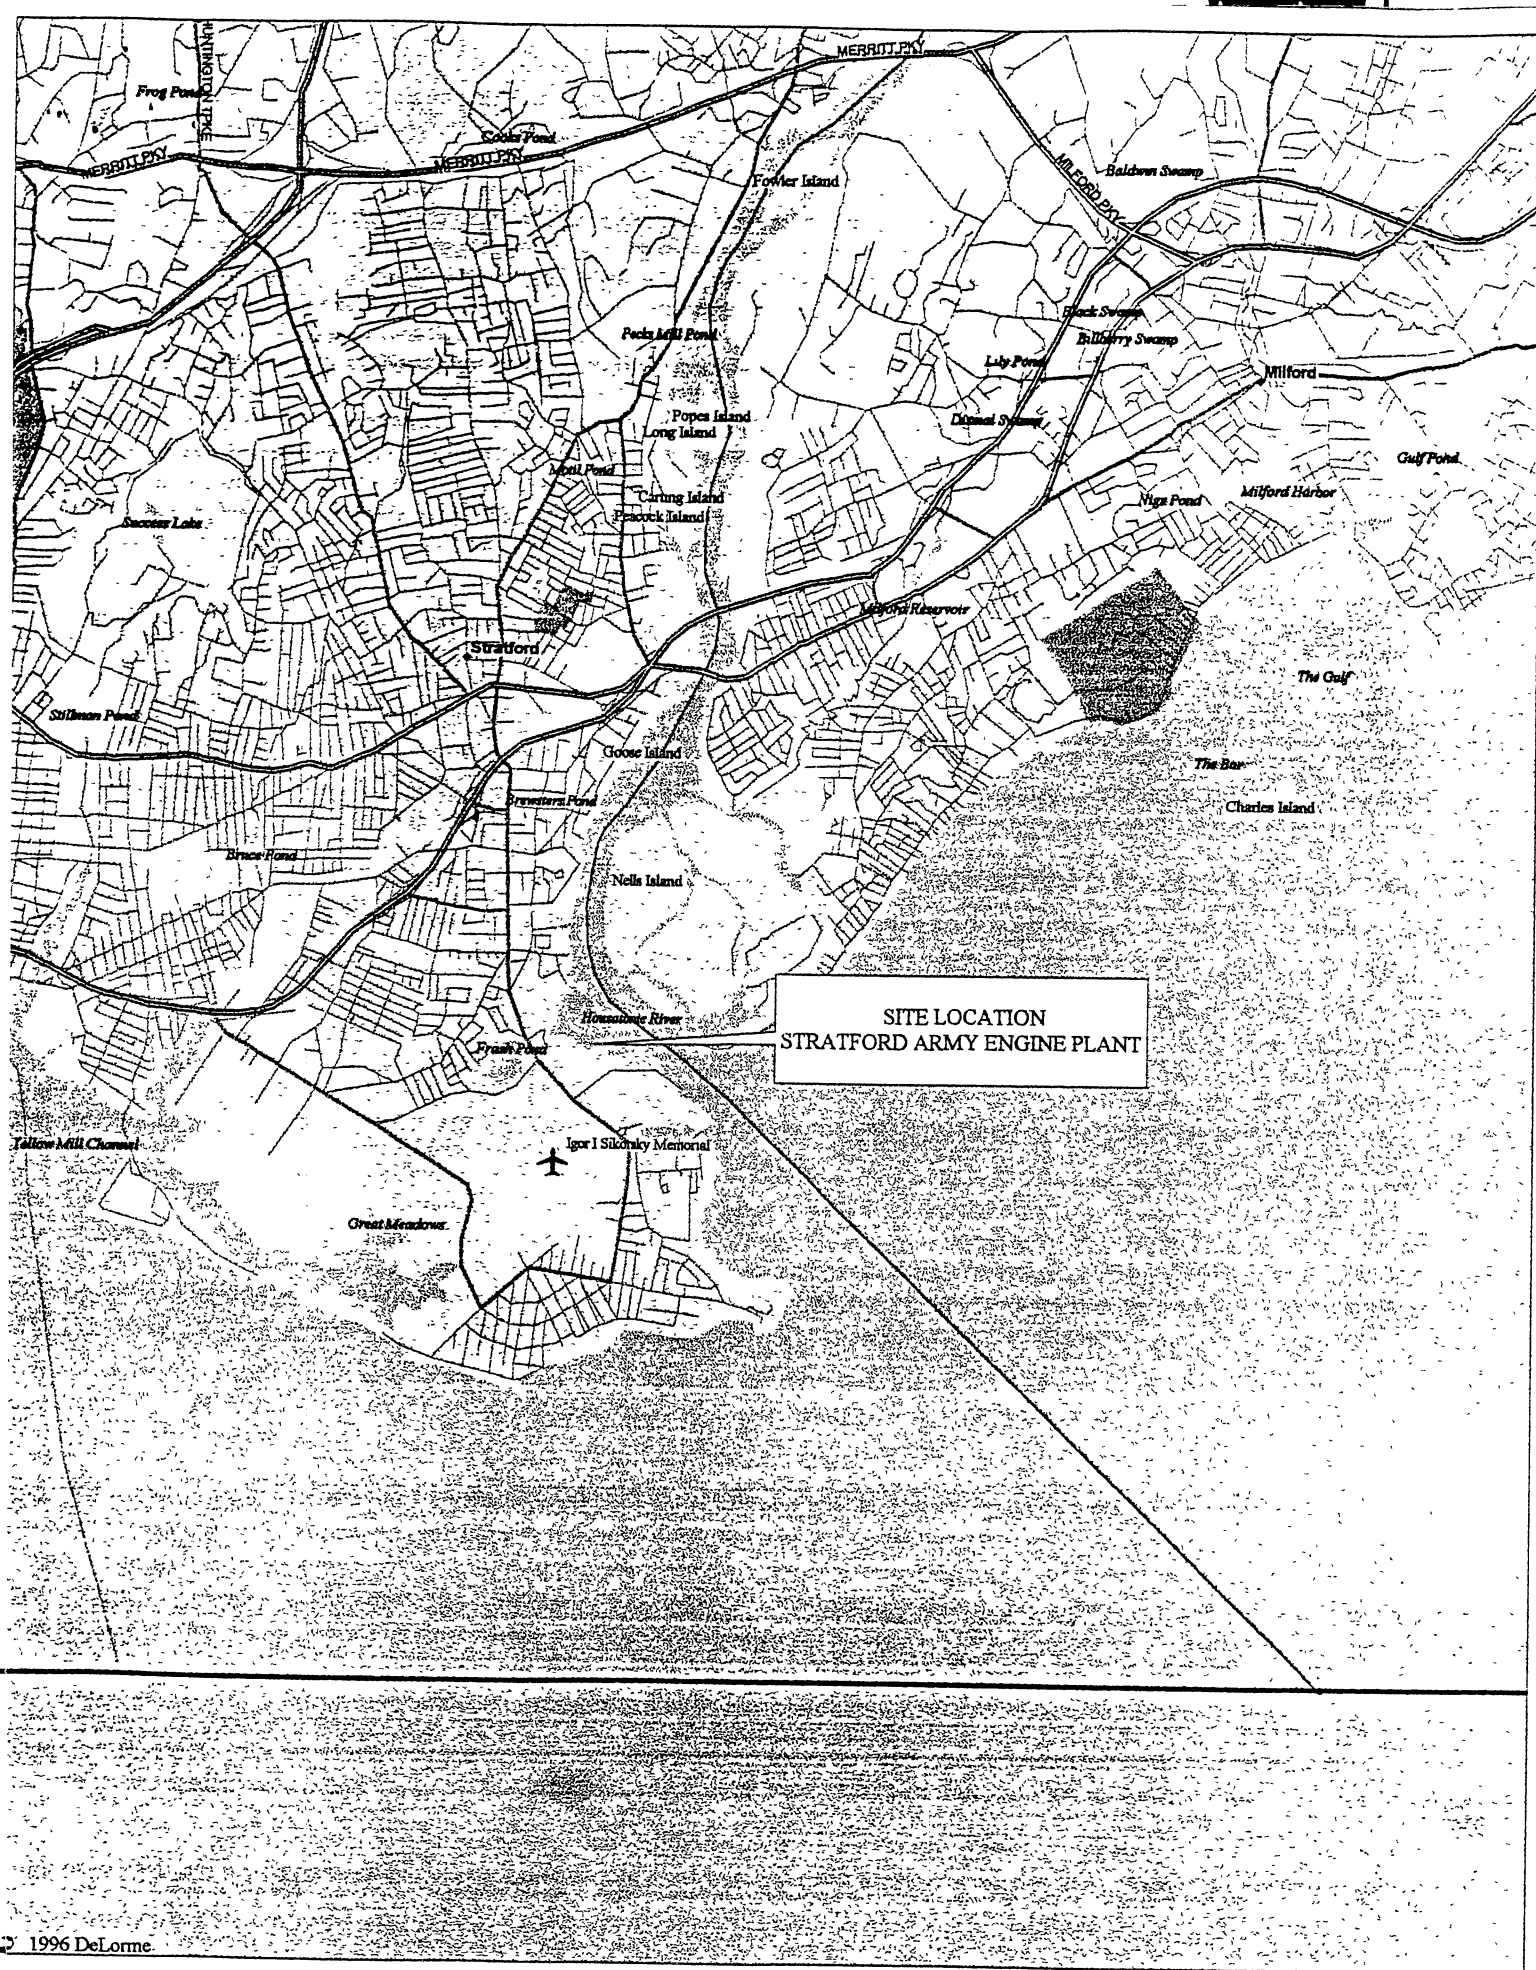 MERRITT PKY
HUNTINGTON TPKE
Frog Pond
Cooks Pond
MERRITT PKY
MERRITT PKY
Fowler Island
MILFORD PKY
Baldwin Swamp
Pecks Mill Pond
Black Swamp
Bilberry Swamp
Lily Pond
Milford
Popes Island
Long Island
Dismal Swamp
Gulf Pond
Motil Pond
Carting Island
Peacock Island
Milford Harbor
Success Lake
Milford Reservoir
Stratford
The Gulf
Stillman Pond
Goose Island
The Bar
Brewsters Pond
Charles Island
Bruce Pond
Nells Island
SITE LOCATION
STRATFORD ARMY ENGINE PLANT
Housatonic River
Frash Pond
Yellow Mill Channel
Igor I Sikorsky Memorial
Great Meadows
1996 DeLorme